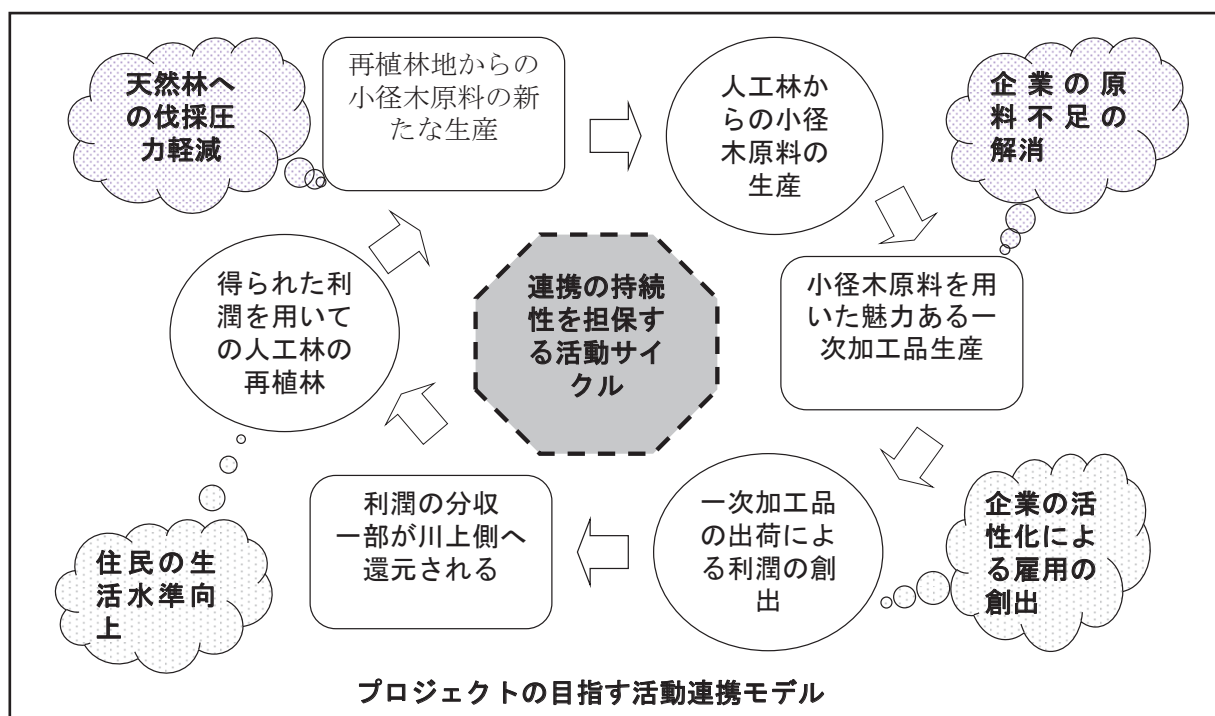 天然林へ
の伐採圧
力軽減
再植林地からの
小径木原料の新
たな生産
人工林か
らの小径
木原料の
生産
企業の原
料不足の
解消
得られた利
潤を用いて
の人工林の
再植林
連携の持続
性を担保す
る活動サイ
クル
小径木原料を用
いた魅力ある一
次加工品生産
住民の生
活水準向
上
利潤の分収
一部が川上側へ
還元される
一次加工品
の出荷によ
る利潤の創
出
企業の活
性化によ
る雇用の
創出
プロジェクトの目指す活動連携モデル